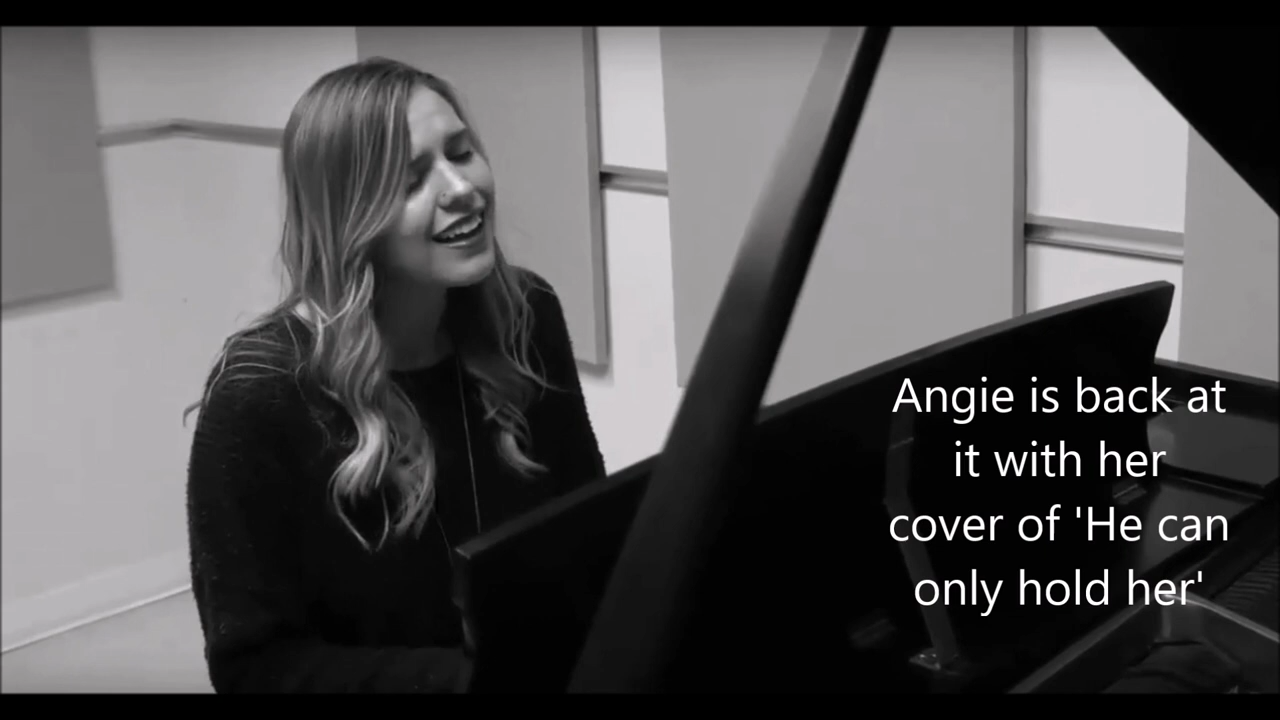 Angie is back at
it with her
cover of 'He can
only hold her'